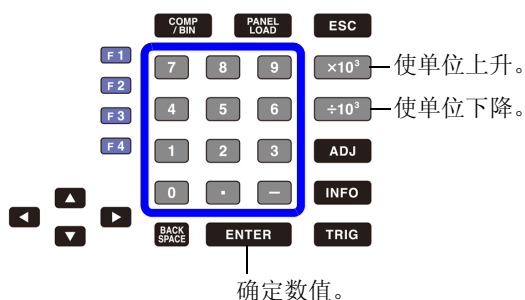 COMP
/ BIN
PANEL
LOAD
ESC
F 1
7 8 9 ×10³ 使单位上升。
F 2
4 5 6 ÷10³ 使单位下降。
F 3
F 4
1 2 3 ADJ
0 · − INFO
BACK
SPACE
ENTER TRIG
确定数值。